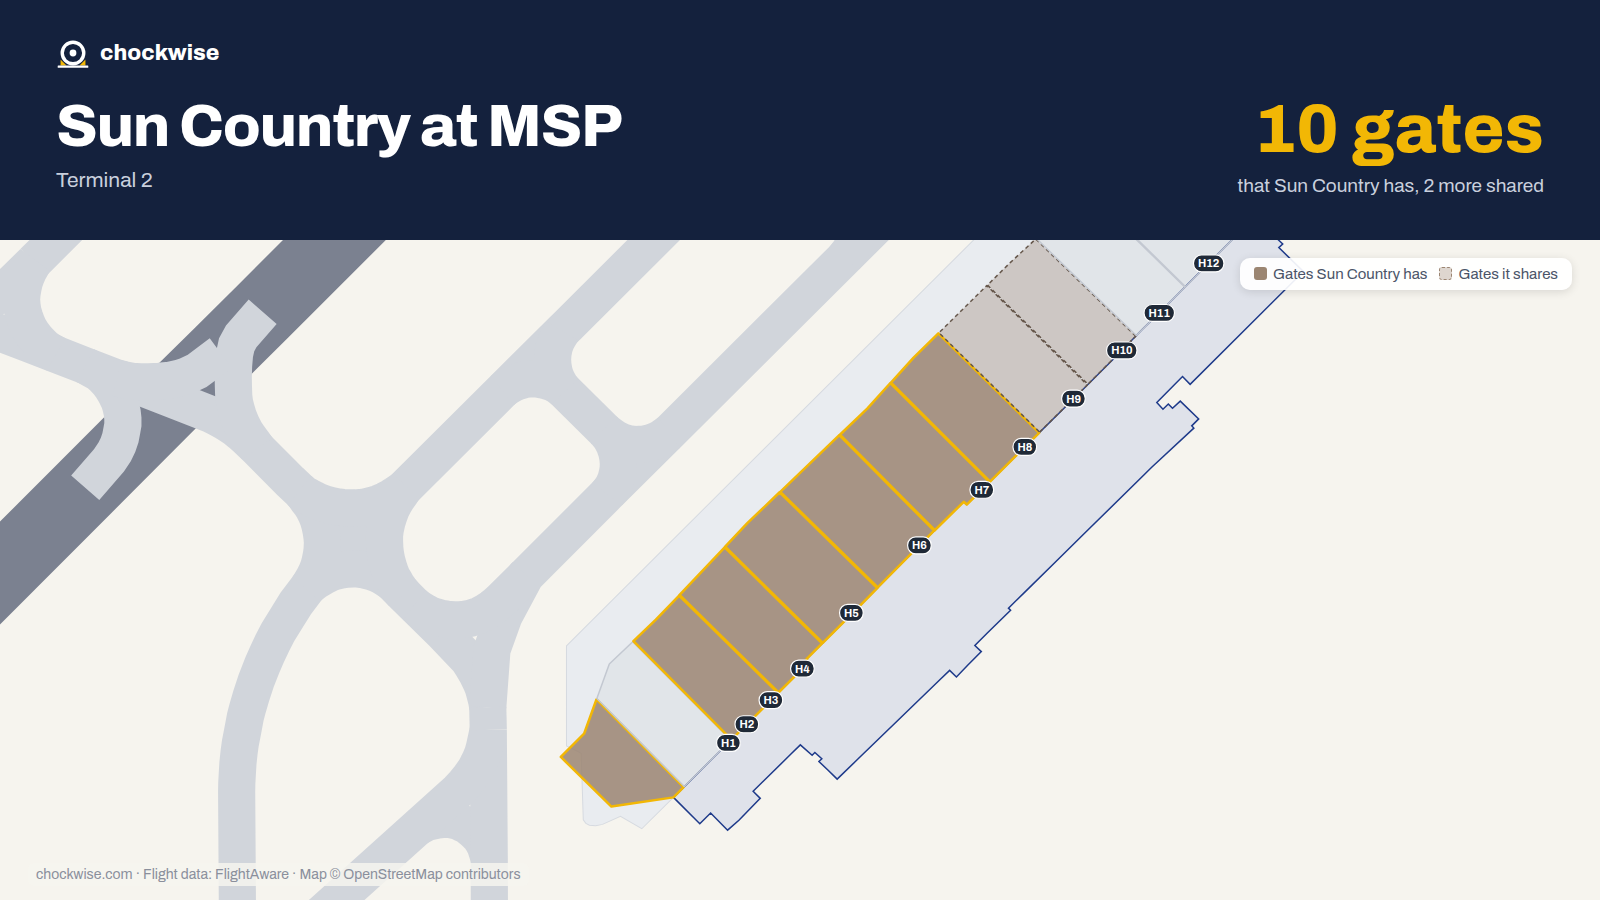 chockwise
Sun Country at MSP
Terminal 2
10 gates
that Sun Country has, 2 more shared
Gates Sun Country has
Gates it shares
H12
H11
H10
H9
H8
H7
H6
H5
H4
H3
H2
H1
chockwise.com · Flight data: FlightAware · Map © OpenStreetMap contributors